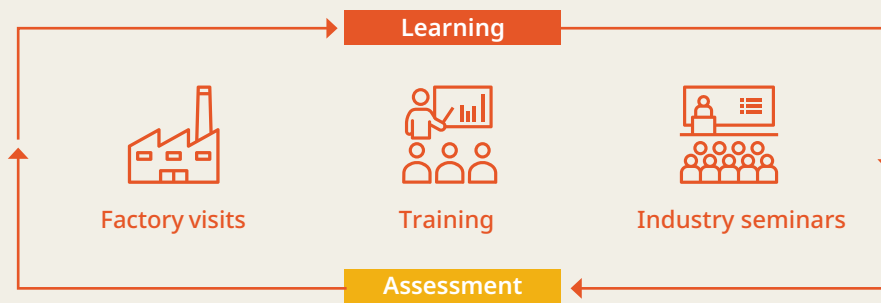 Learning
Factory visits
Training
Industry seminars
Assessment